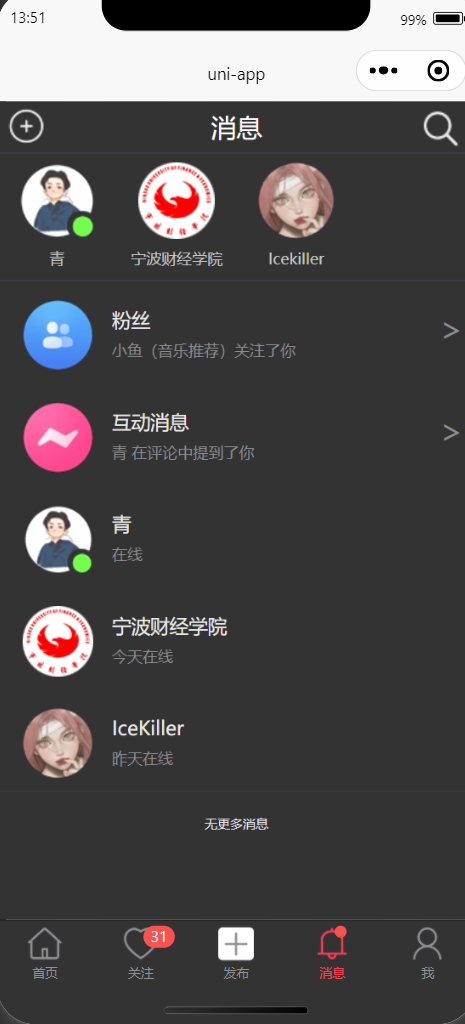 13:51
99%
uni-app
消息
青
宁波财经学院
Icekiller
粉丝
小鱼（音乐推荐）关注了你
互动消息
青 在评论中提到了你
青
在线
宁波财经学院
今天在线
IceKiller
昨天在线
无更多消息
31
首页
关注
发布
消息
我